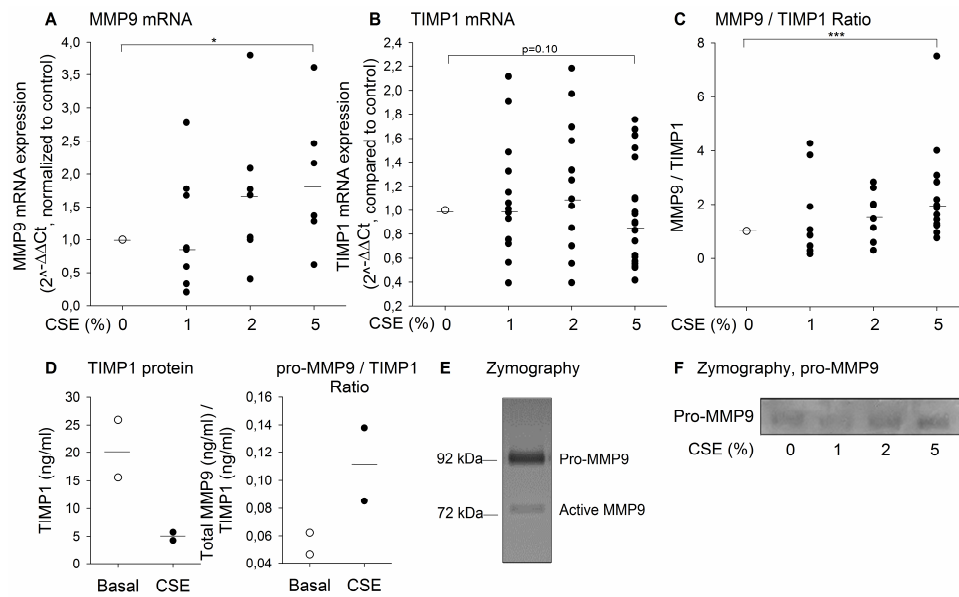 A MMP9 mRNA
MMP9 mRNA expression
(2^-ΔΔCt, normalized to control)
4,0
3,5
3,0
2,5
2,0
1,5
1,0
0,5
0,0
*
CSE (%) 0 1 2 5
B TIMP1 mRNA
TIMP1 mRNA expression
(2^-ΔΔCt, compared to control)
2,4
2,2
2,0
1,8
1,6
1,4
1,2
1,0
0,8
0,6
0,4
0,2
p=0.10
CSE (%) 0 1 2 5
C MMP9 / TIMP1 Ratio
MMP9 / TIMP1
8
6
4
2
0
***
CSE (%) 0 1 2 5
D TIMP1 protein
TIMP1 (ng/ml)
30
25
20
15
10
5
0
Basal CSE
pro-MMP9 / TIMP1
Ratio
Total MMP9 (ng/ml) /
TIMP1 (ng/ml)
0,16
0,14
0,12
0,10
0,08
0,06
0,04
Basal CSE
E Zymography
92 kDa Pro-MMP9
72 kDa Active MMP9
F Zymography, pro-MMP9
Pro-MMP9
CSE (%) 0 1 2 5